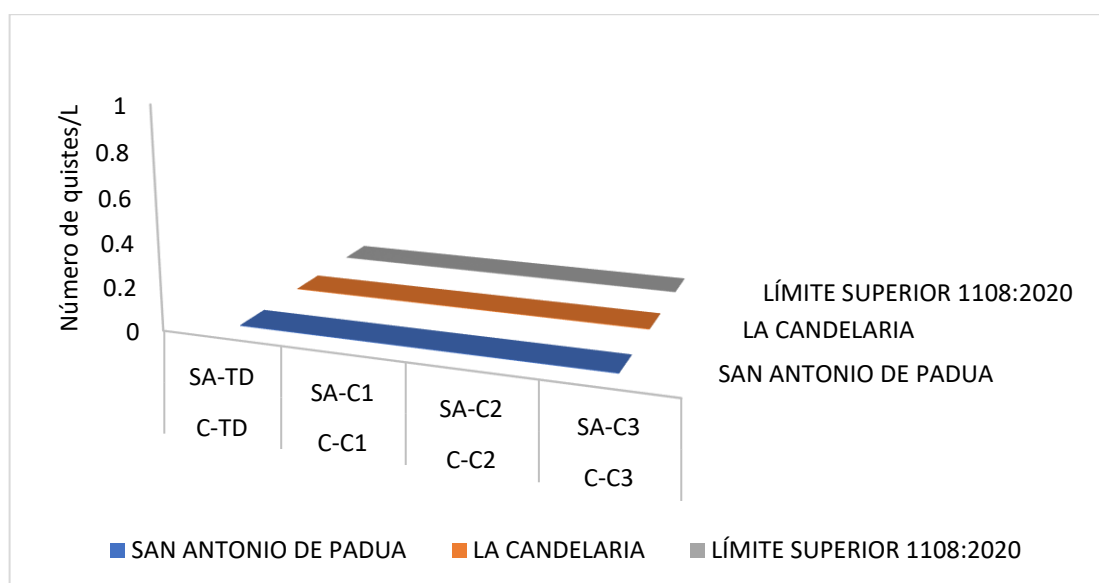 Número de quistes/L
1
0.8
0.6
0.4
0.2
0
SA-TD
SA-C1
SA-C2
SA-C3
C-TD
C-C1
C-C2
C-C3
LÍMITE SUPERIOR 1108:2020
LA CANDELARIA
SAN ANTONIO DE PADUA
SAN ANTONIO DE PADUA LA CANDELARIA LÍMITE SUPERIOR 1108:2020